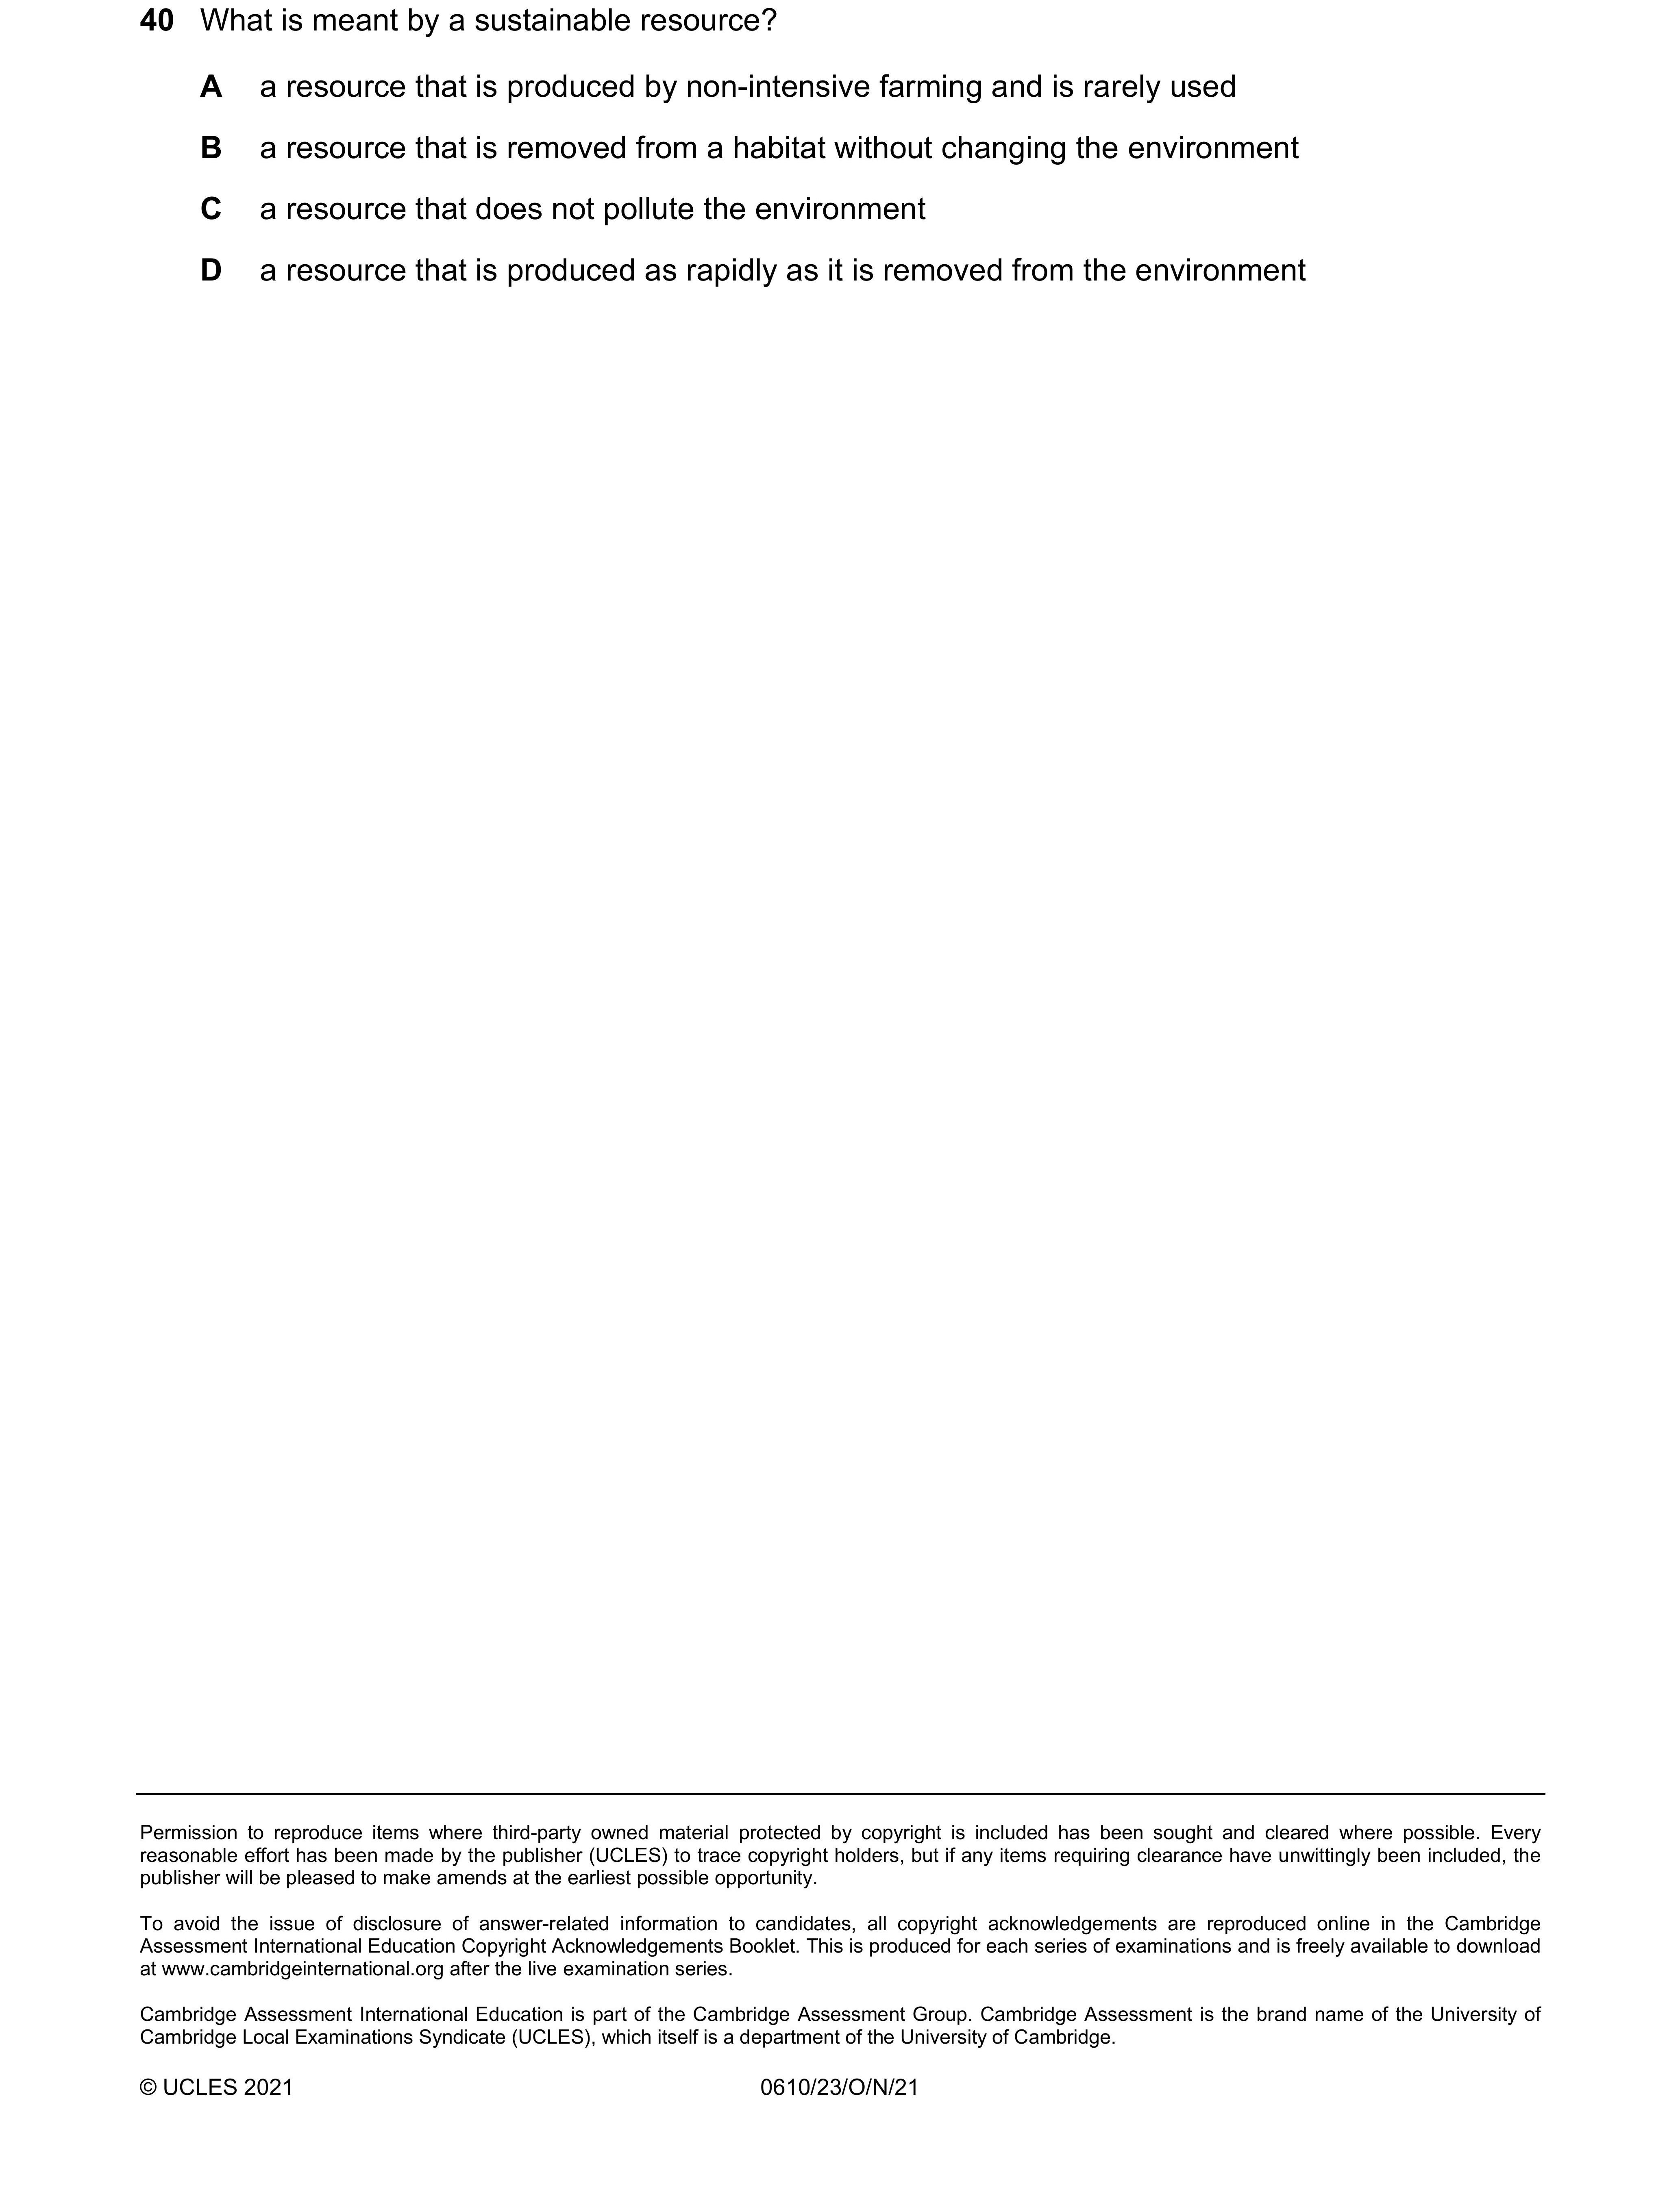 40 What is meant by a sustainable resource?
A a resource that is produced by non-intensive farming and is rarely used
B a resource that is removed from a habitat without changing the environment
C a resource that does not pollute the environment
D a resource that is produced as rapidly as it is removed from the environment
Permission to reproduce items where third-party owned material protected by copyright is included has been sought and cleared where possible. Every
reasonable effort has been made by the publisher (UCLES) to trace copyright holders, but if any items requiring clearance have unwittingly been included, the
publisher will be pleased to make amends at the earliest possible opportunity.
To avoid the issue of disclosure of answer-related information to candidates, all copyright acknowledgements are reproduced online in the Cambridge
Assessment International Education Copyright Acknowledgements Booklet. This is produced for each series of examinations and is freely available to download
at www.cambridgeinternational.org after the live examination series.
Cambridge Assessment International Education is part of the Cambridge Assessment Group. Cambridge Assessment is the brand name of the University of
Cambridge Local Examinations Syndicate (UCLES), which itself is a department of the University of Cambridge.
© UCLES 2021 0610/23/O/N/21